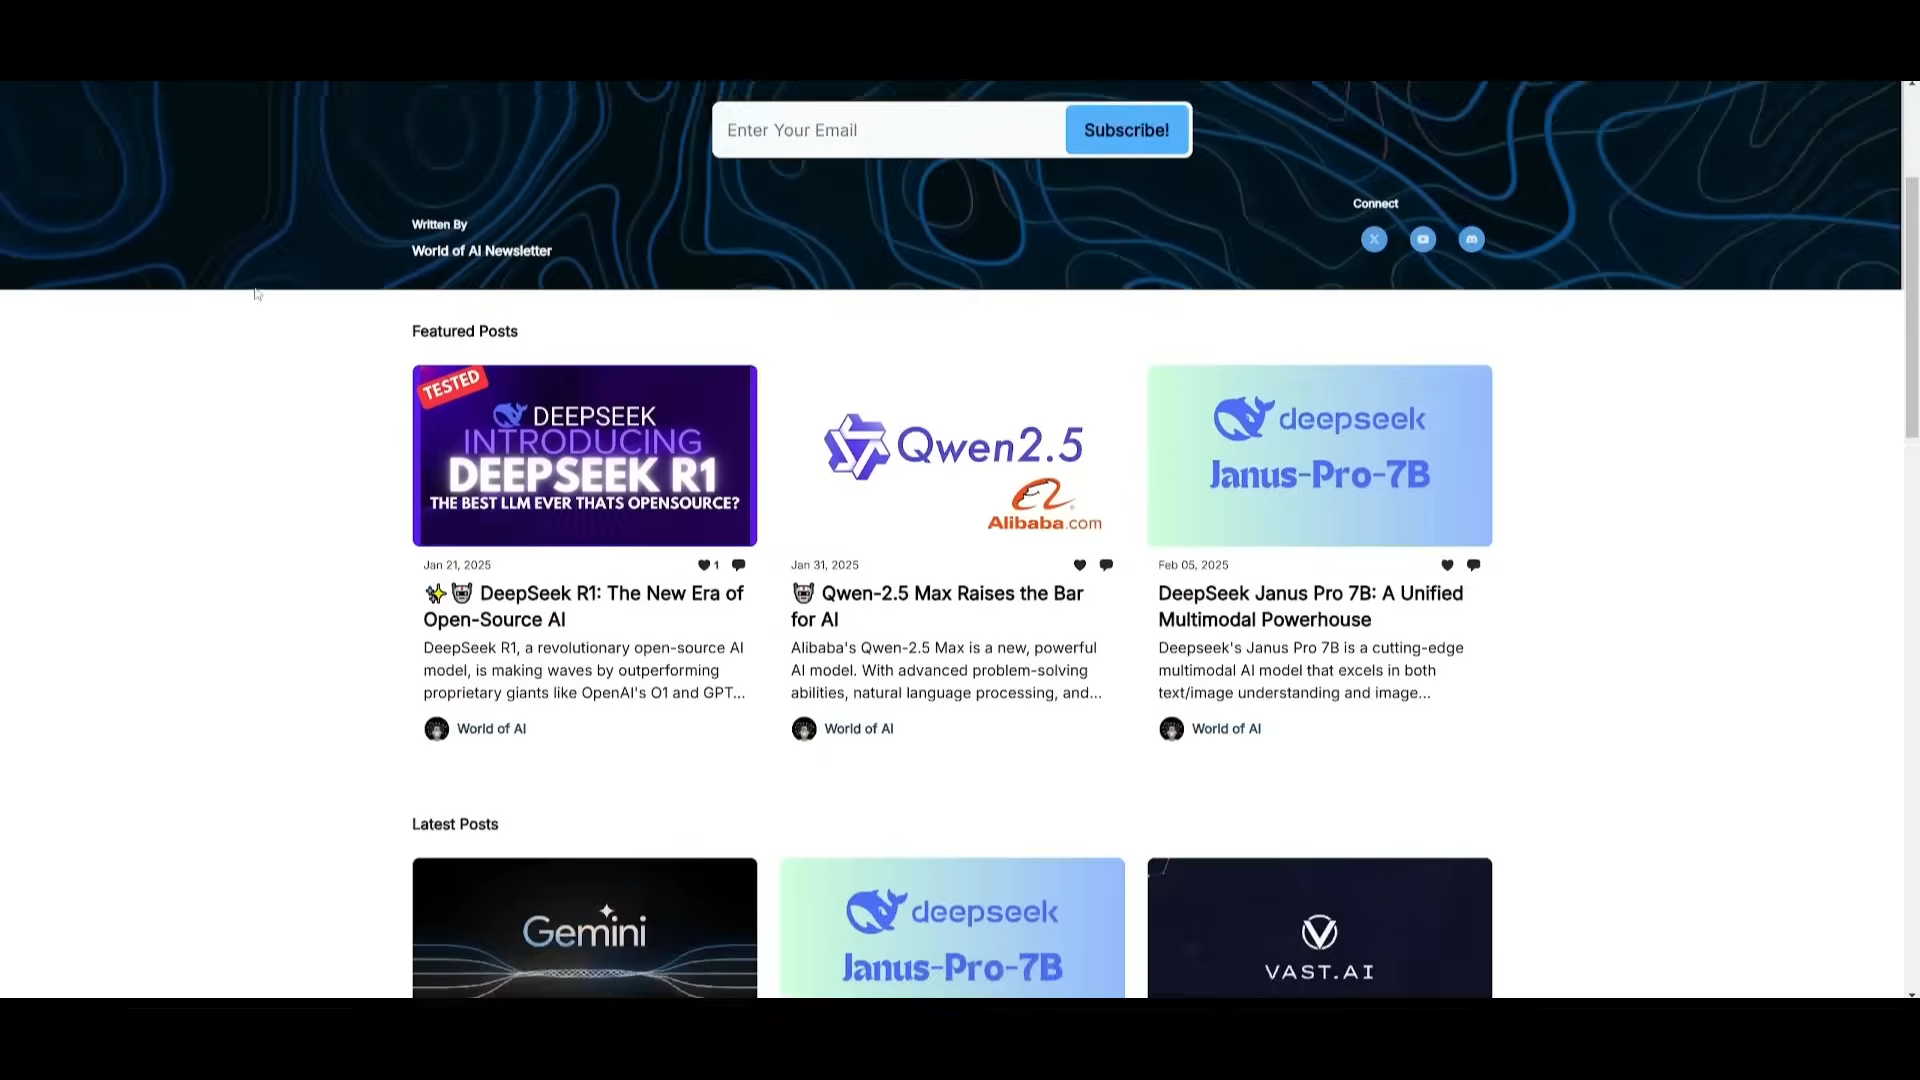 Enter Your Email
Subscribe!
Connect
Written By
World of AI Newsletter
Featured Posts
TESTED
DEEPSEEK
INTRODUCING
DEEPSEEK R1
THE BEST LLM EVER THATS OPENSOURCE?
Qwen2.5
Alibaba.com
deepseek
Janus-Pro-7B
Jan 21, 2025
1
Jan 31, 2025
Feb 05, 2025
✨🤖 DeepSeek R1: The New Era of
Open-Source AI
🤖 Qwen-2.5 Max Raises the Bar
for AI
DeepSeek Janus Pro 7B: A Unified
Multimodal Powerhouse
DeepSeek R1, a revolutionary open-source AI
model, is making waves by outperforming
proprietary giants like OpenAI's O1 and GPT...
Alibaba's Qwen-2.5 Max is a new, powerful
AI model. With advanced problem-solving
abilities, natural language processing, and...
Deepseek's Janus Pro 7B is a cutting-edge
multimodal AI model that excels in both
text/image understanding and image...
World of AI
World of AI
World of AI
Latest Posts
Gemini
deepseek
Janus-Pro-7B
VAST.AI